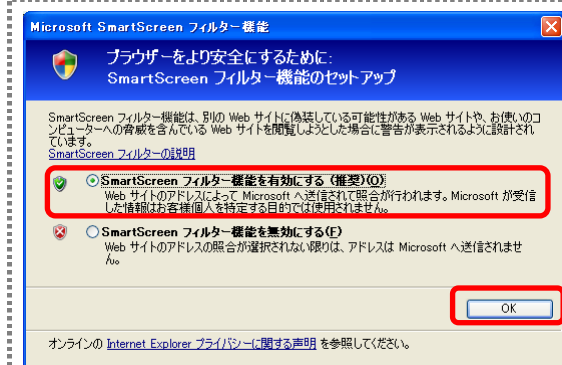 Microsoft SmartScreen フィルター機能
ブラウザーをより安全にするために:
SmartScreen フィルター機能のセットアップ
SmartScreen フィルター機能は、別の Web サイトに偽装している可能性がある Web サイトや、お使いのコ
ンピューターへの脅威を含んでいる Web サイトを閲覧しようとした場合に警告が表示されるように設計され
ています。
SmartScreen フィルターの説明
SmartScreen フィルター機能を有効にする (推奨)(O)
Web サイトのアドレスによって Microsoft へ送信されて照合が行われます。Microsoft が受信
した情報はお客様個人を特定する目的では使用されません。
SmartScreen フィルター機能を無効にする(F)
Web サイトのアドレスの照合が選択されない限りは、アドレスは Microsoft へ送信されませ
ん。
OK
オンラインの Internet Explorer プライバシーに関する声明 を参照してください。